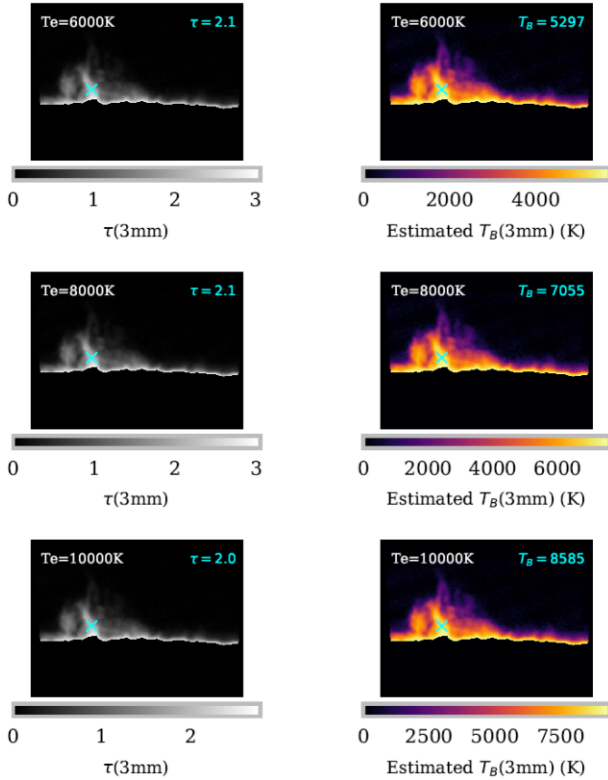 Te=6000K τ = 2.1 Te=6000K T_B = 5297
0 1 2 3 2000 4000
τ(3mm) Estimated T_B(3mm) (K)
Te=8000K τ = 2.1 Te=8000K T_B = 7055
0 1 2 3 0 2000 4000 6000
τ(3mm) Estimated T_B(3mm) (K)
Te=10000K τ = 2.0 Te=10000K T_B = 8585
0 1 2 0 2500 5000 7500
τ(3mm) Estimated T_B(3mm) (K)